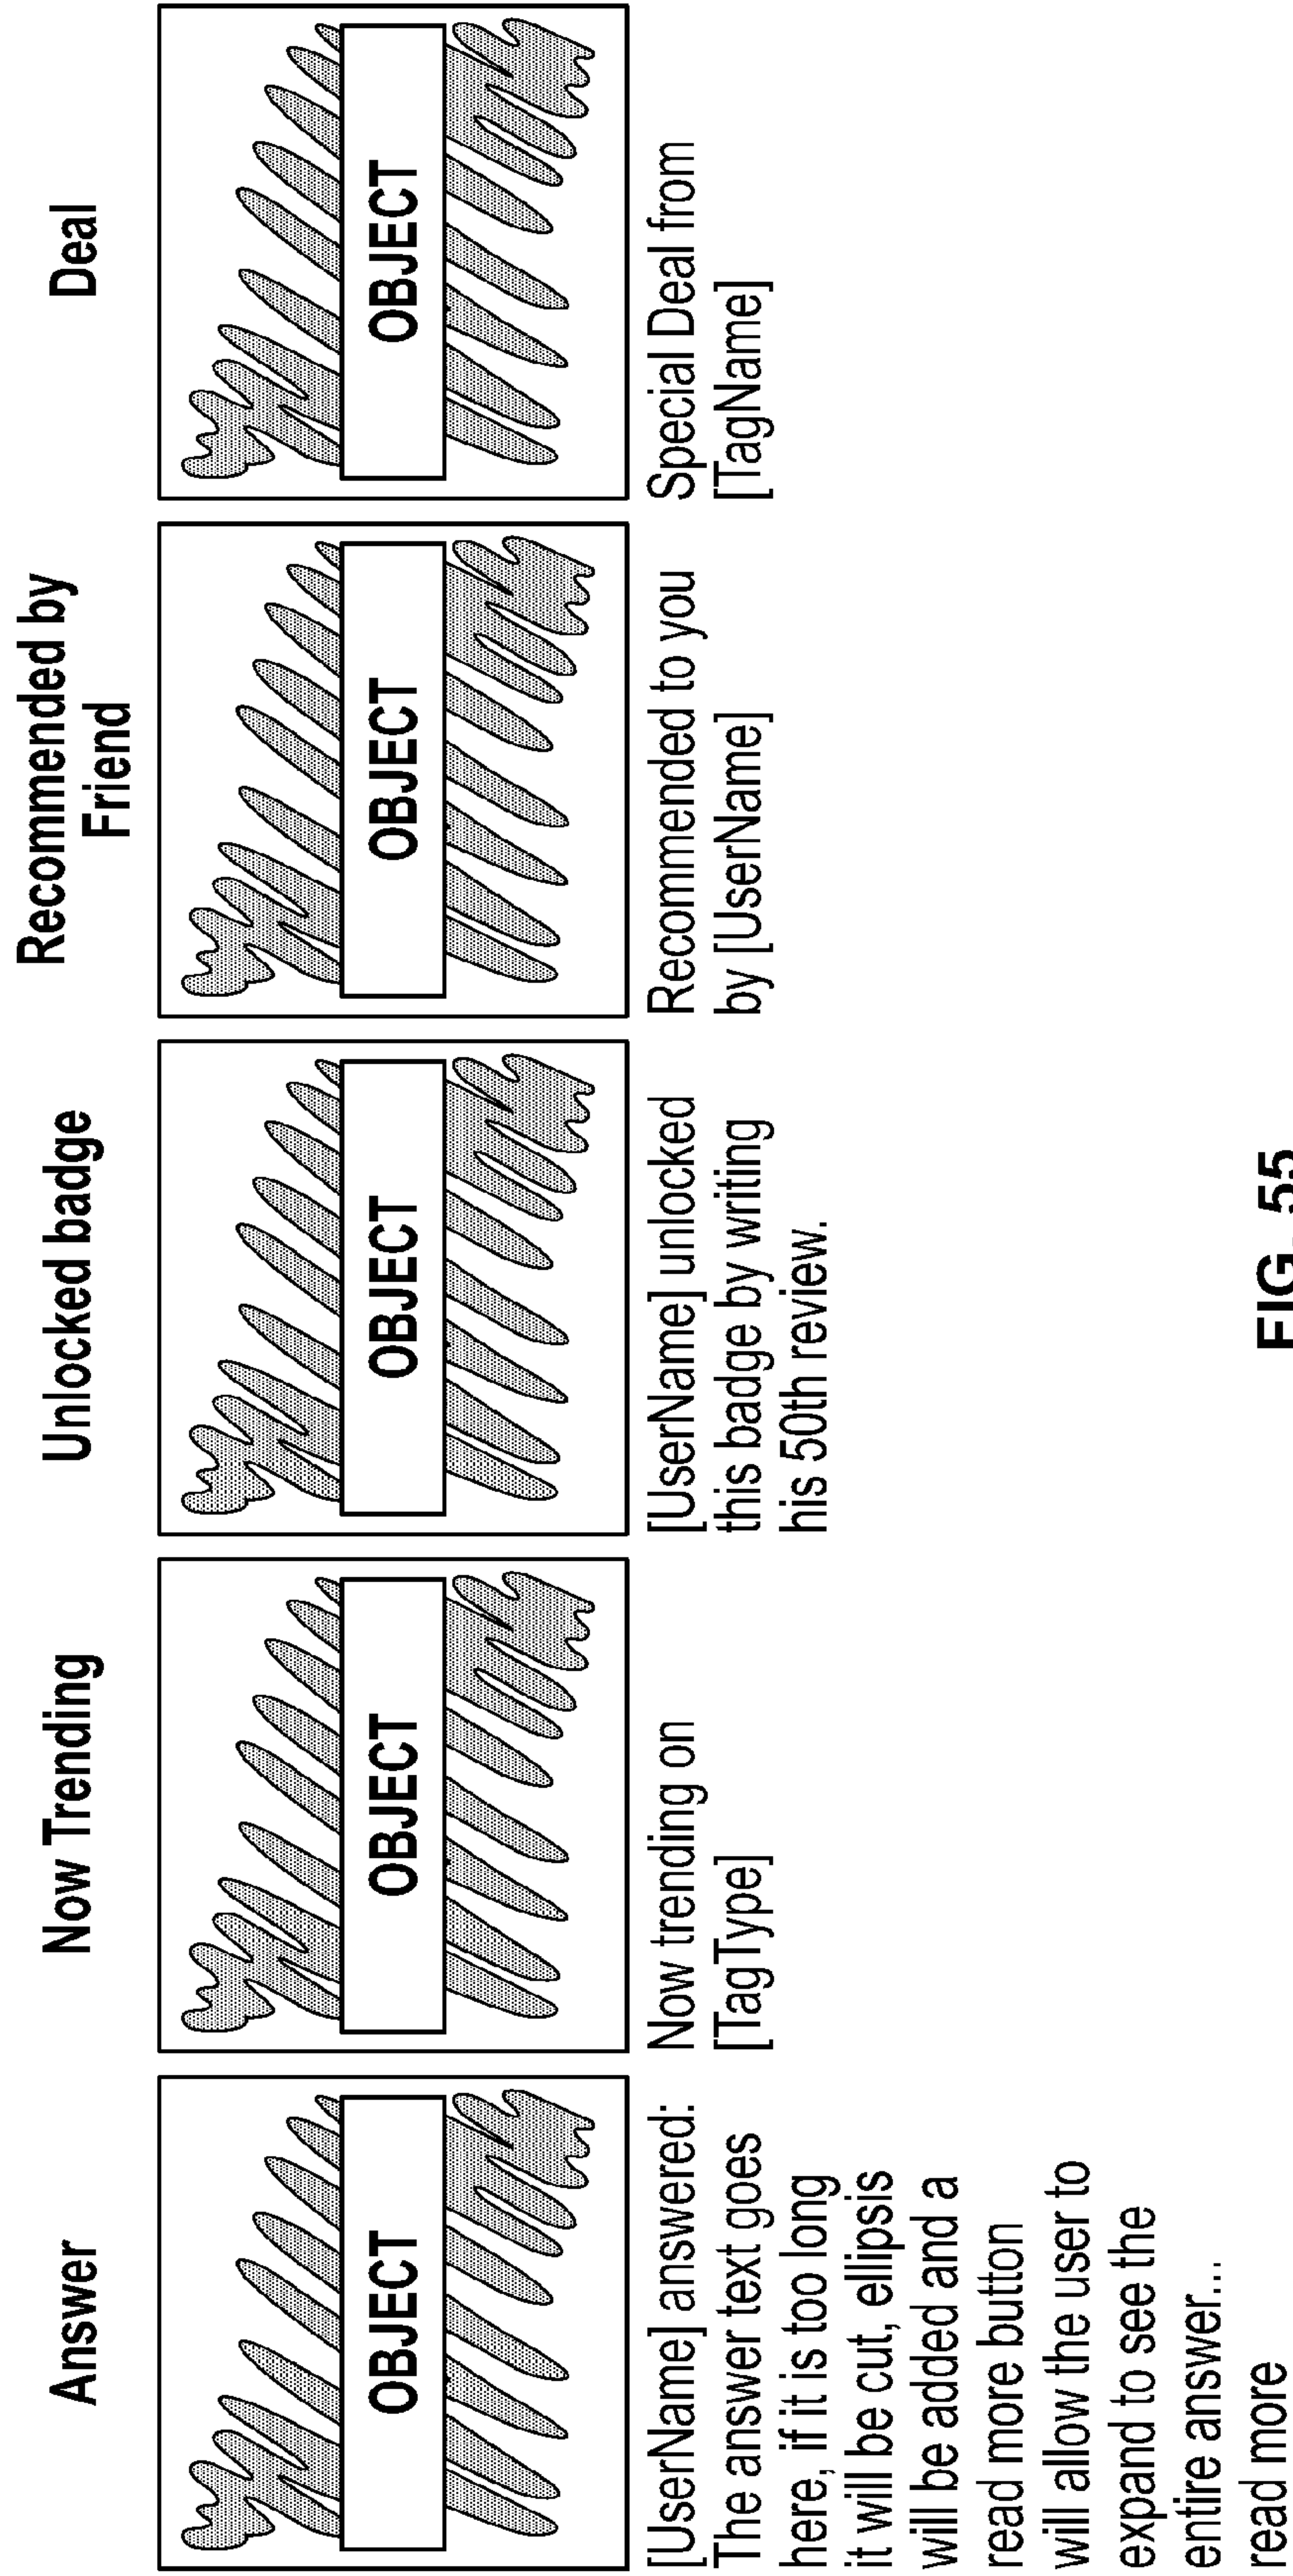 Answer
OBJECT
[UserName] answered:
The answer text goes
here, if it is too long
it will be cut, ellipsis
will be added and a
read more button
will allow the user to
expand to see the
entire answer...
read more
Now Trending
OBJECT
Now trending on
[TagType]
Unlocked badge
OBJECT
[UserName] unlocked
this badge by writing
his 50th review.
Recommended by
Friend
OBJECT
Recommended to you
by [UserName]
Deal
OBJECT
Special Deal from
[TagName]
FIG. 55